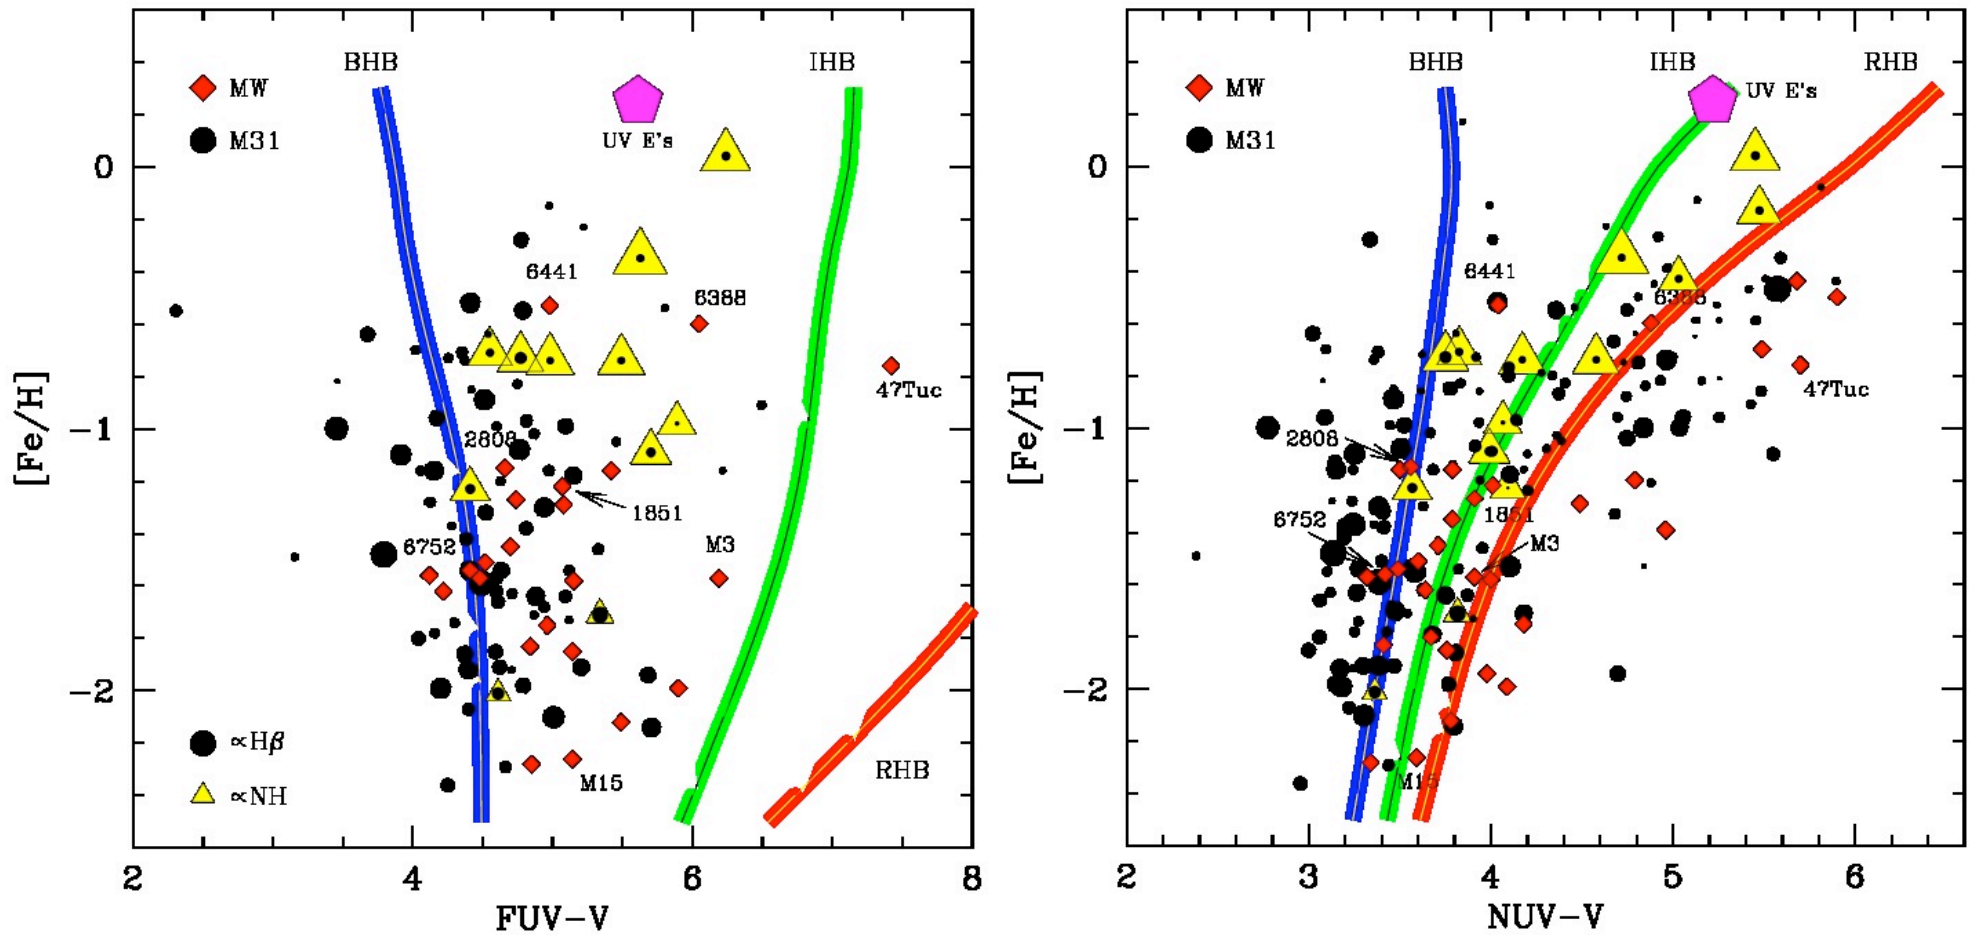 BHB
IHB
MW
M31
UV E's
0
6441
6388
[Fe/H]
−1
47Tuc
2808
1851
6752
M3
−2
∝Hβ
∝NH
M15
RHB
2
4
6
8
FUV−V
BHB
IHB
RHB
MW
M31
UV E's
0
6441
6388
[Fe/H]
−1
47Tuc
2808
6752
1851
M3
−2
M15
2
3
4
5
6
NUV−V